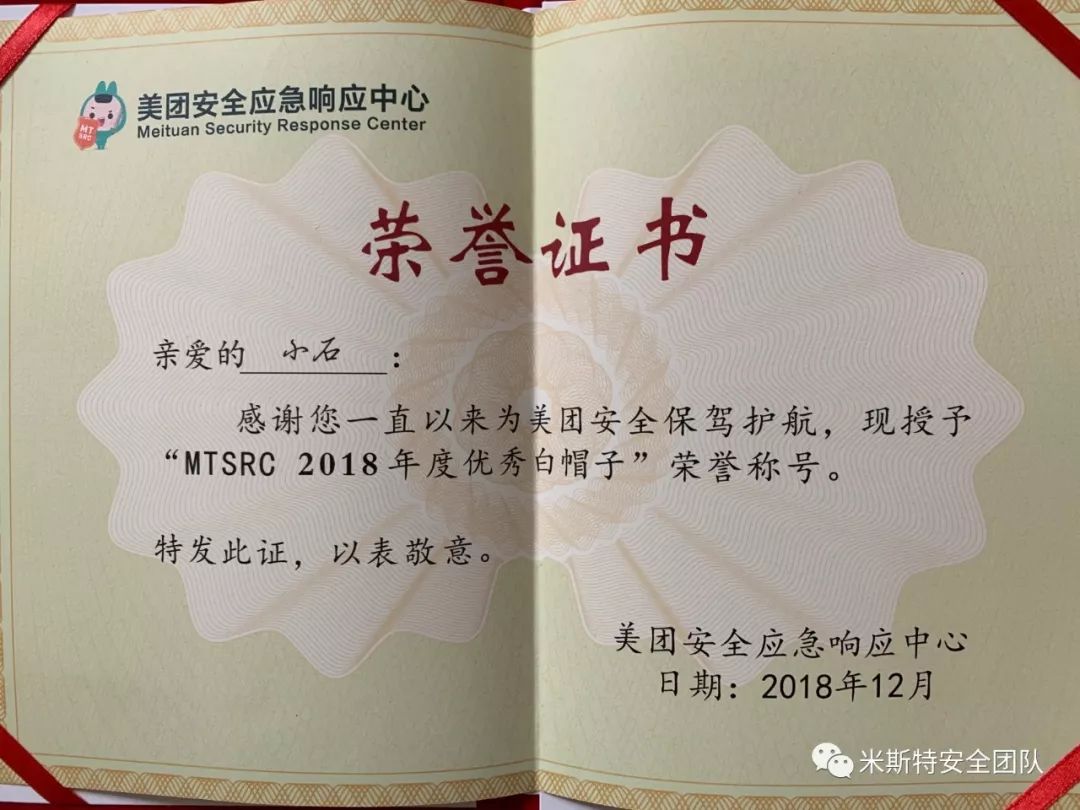 美团安全应急响应中心
Meituan Security Response Center
MT
SRC
荣誉证书
亲爱的 小石 :
感谢您一直以来为美团安全保驾护航，现授予
“MTSRC 2018年度优秀白帽子”荣誉称号。
特发此证，以表敬意。
美团安全应急响应中心
日期：2018年12月
米斯特安全团队